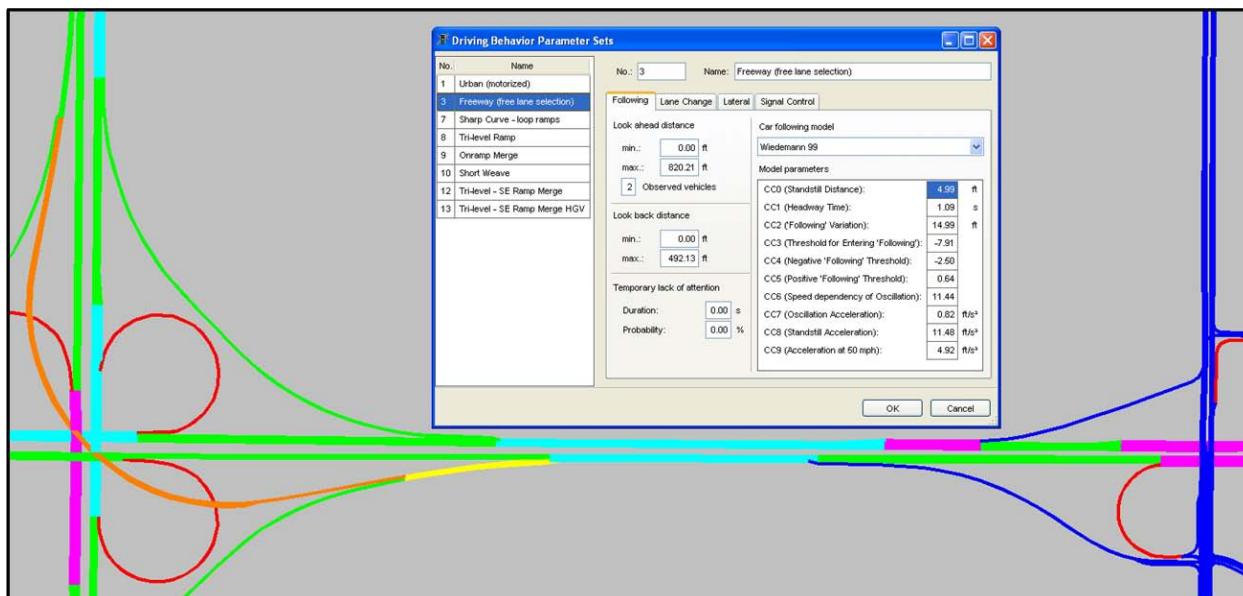 Driving Behavior Parameter Sets
No. Name
1 Urban (motorized)
3 Freeway (free lane selection)
7 Sharp Curve - loop ramps
8 Tri-level Ramp
9 Onramp Merge
10 Short Weave
12 Tri-level - SE Ramp Merge
13 Tri-level - SE Ramp Merge HGV
No.: 3 Name: Freeway (free lane selection)
Following Lane Change Lateral Signal Control
Look ahead distance
min.: 0.00 ft
max.: 820.21 ft
2 Observed vehicles
Look back distance
min.: 0.00 ft
max.: 492.13 ft
Temporary lack of attention
Duration: 0.00 s
Probability: 0.00 %
Car following model
Wiedemann 99
Model parameters
CC0 (Standstill Distance): 4.99 ft
CC1 (Headway Time): 1.09 s
CC2 ('Following' Variation): 14.99 ft
CC3 (Threshold for Entering 'Following'): -7.91
CC4 (Negative 'Following' Threshold): -2.50
CC5 (Positive 'Following' Threshold): 0.64
CC6 (Speed dependency of Oscillation): 11.44
CC7 (Oscillation Acceleration): 0.82 ft/s²
CC8 (Standstill Acceleration): 11.48 ft/s²
CC9 (Acceleration at 50 mph): 4.92 ft/s²
OK Cancel